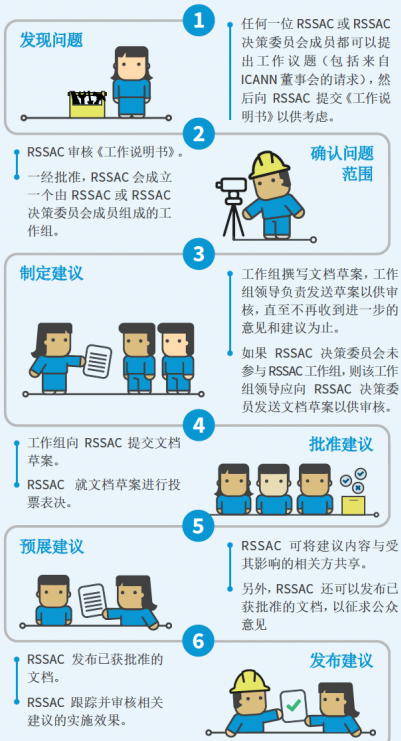 1
发现问题
任何一位 RSSAC 或 RSSAC
决策委员会成员都可以提
出工作议题（包括来自
ICANN 董事会的请求），然
后向 RSSAC 提交《工作说
明书》以供考虑。
2
确认问题
范围
RSSAC 审核《工作说明书》。
一经批准，RSSAC 会成立
一个由 RSSAC 或 RSSAC
决策委员会成员组成的工
作组。
3
制定建议
工作组撰写文档草案，工作
组领导负责发送草案以供审
核，直至不再收到进一步的
意见和建议为止。
如果 RSSAC 决策委员会未
参与 RSSAC 工作组，则该工作
组领导应向 RSSAC 决策委
员发送文档草案以供审核。
4
批准建议
工作组向 RSSAC 提交文档
草案。
RSSAC 就文档草案进行投
票表决。
5
预展建议
RSSAC 可将建议内容与受
其影响的相关方共享。
另外，RSSAC 还可以发布已
获批准的文档，以征求公众
意见
6
发布建议
RSSAC 发布已获批准的
文档。
RSSAC 跟踪并审核相关
建议的实施效果。